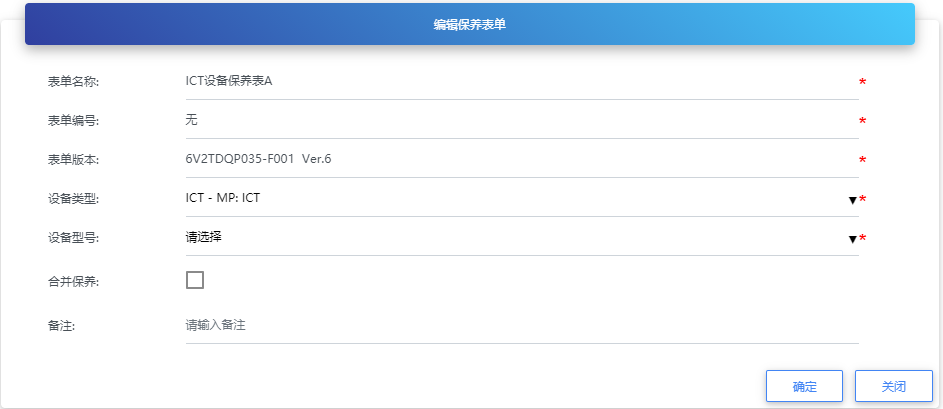 编辑保养表单
表单名称: ICT设备保养表A *
表单编号: 无 *
表单版本: 6V2TDQP035-F001 Ver.6 *
设备类型: ICT - MP: ICT ▼*
设备型号: 请选择 ▼*
合并保养:
备注: 请输入备注
确定 关闭